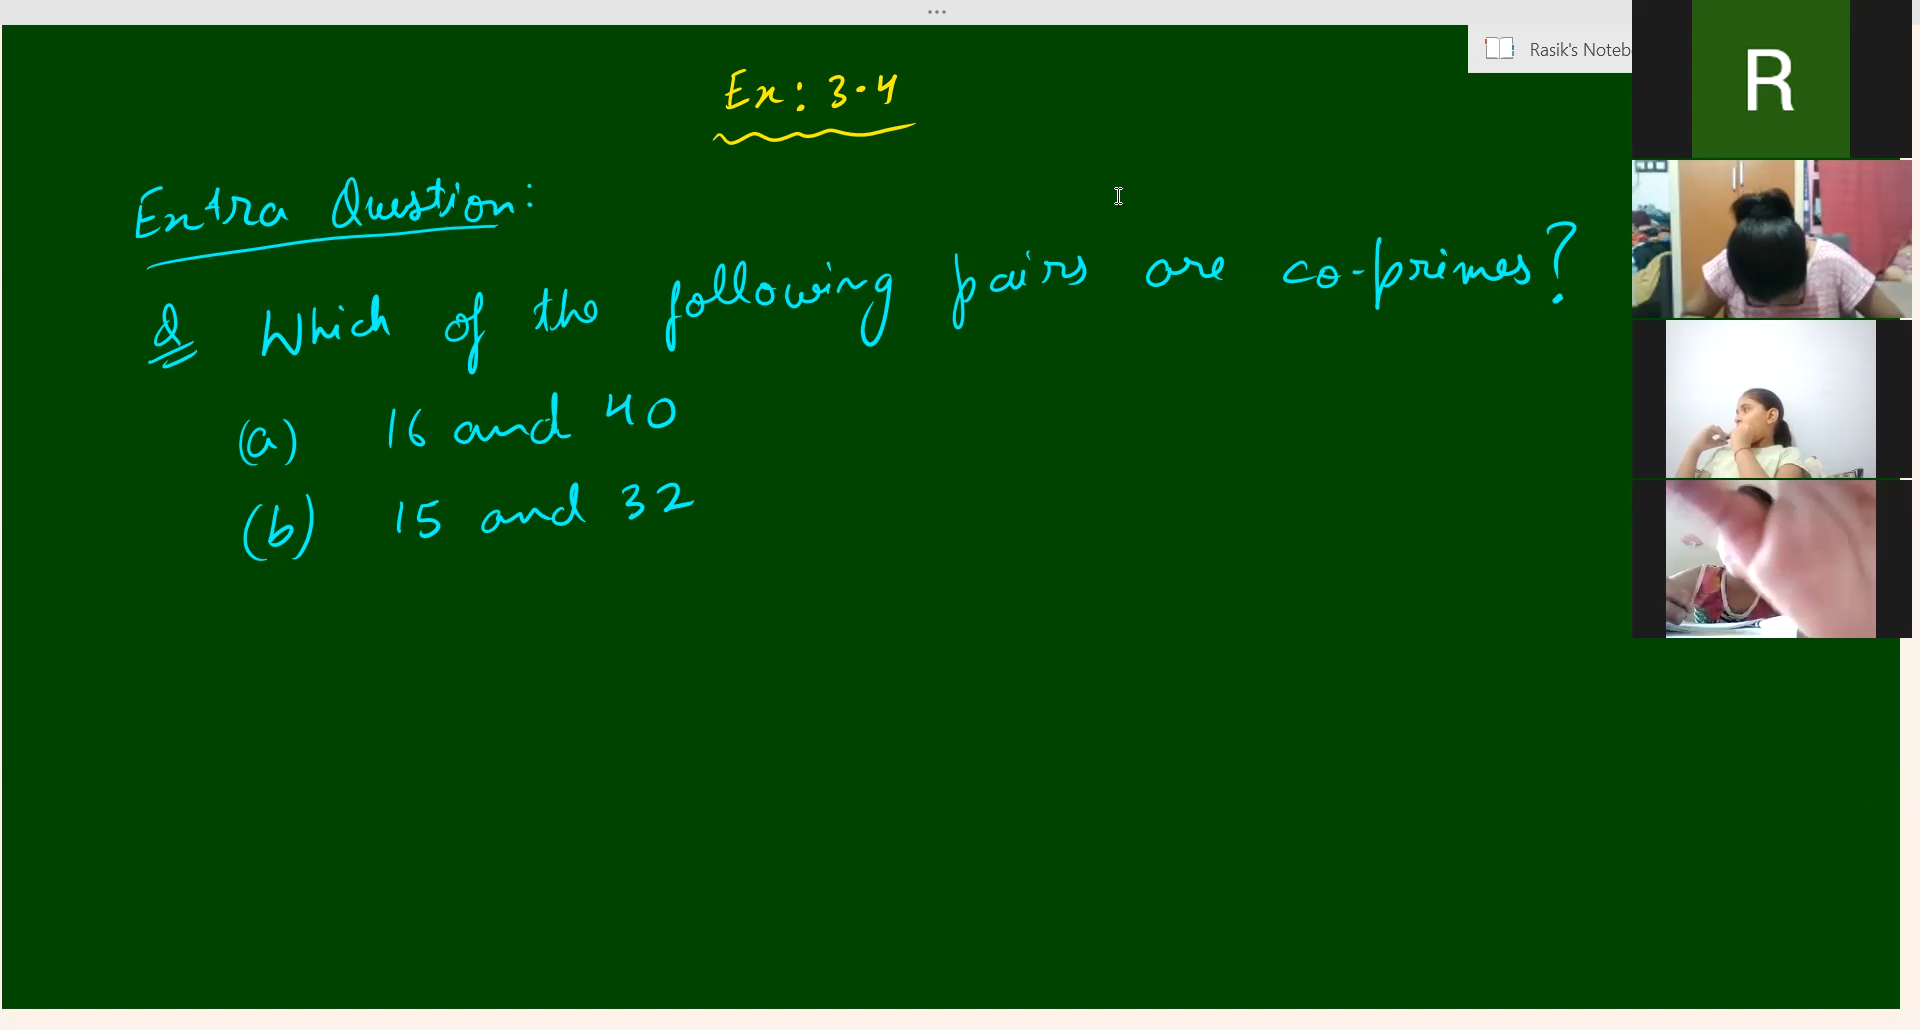 Rasik's Noteb
R
Ex: 3.4
Extra Question:
Q Which of the following pairs are co-primes?
(a) 16 and 40
(b) 15 and 32